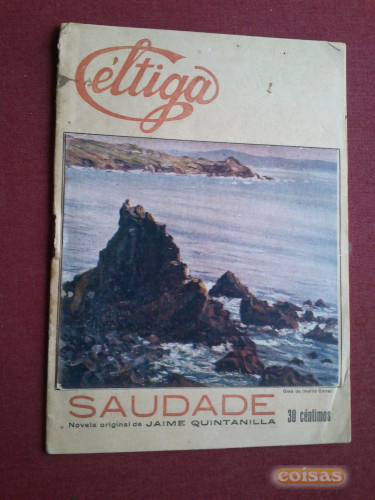 Céltiga
SAUDADE
Novela original de JAIME QUINTANILLA
30 céntimos
coisas